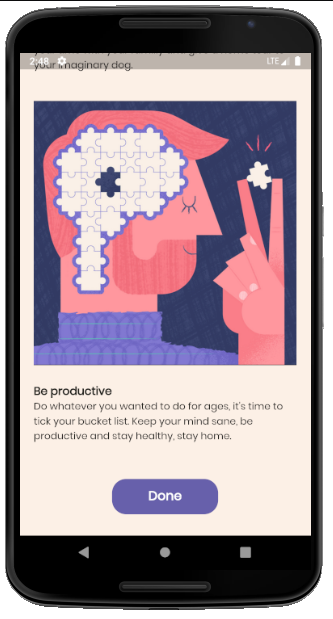 your imaginary dog.
2:48
LTE
Be productive
Do whatever you wanted to do for ages, it's time to
tick your bucket list. Keep your mind sane, be
productive and stay healthy, stay home.
Done